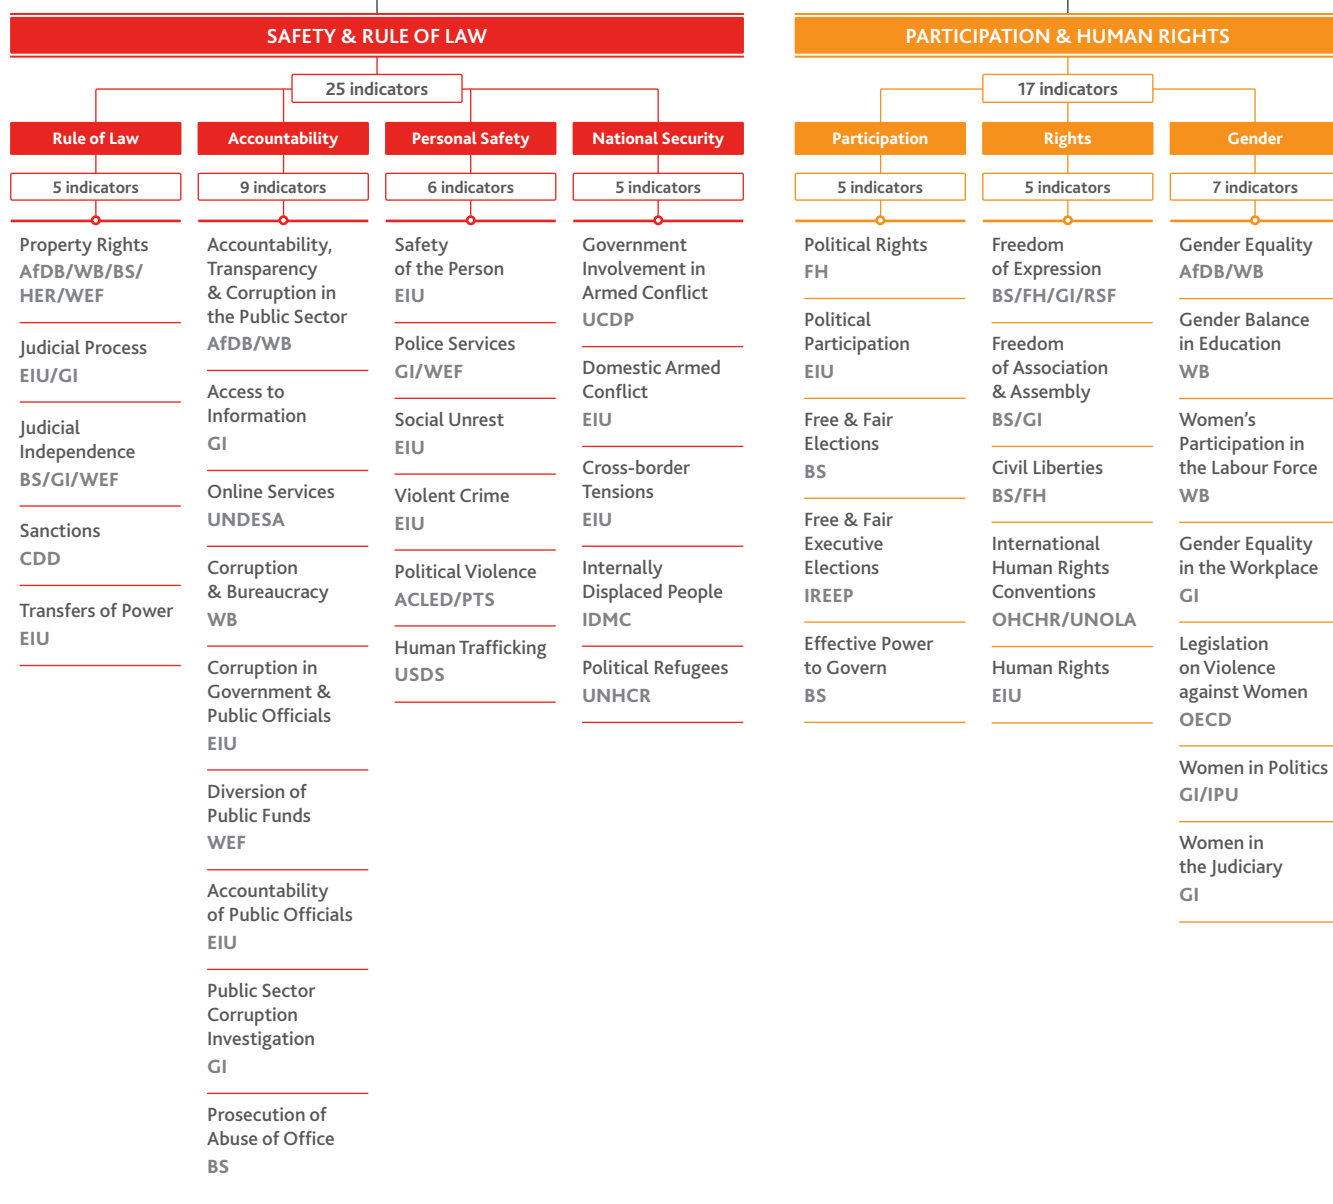 SAFETY & RULE OF LAW
25 indicators
Rule of Law
5 indicators
Property Rights
AfDB/WB/BS/
HER/WEF
Judicial Process
EIU/GI
Judicial
Independence
BS/GI/WEF
Sanctions
CDD
Transfers of Power
EIU
Accountability
9 indicators
Accountability,
Transparency
& Corruption in
the Public Sector
AfDB/WB
Access to
Information
GI
Online Services
UNDESA
Corruption
& Bureaucracy
WB
Corruption in
Government &
Public Officials
EIU
Diversion of
Public Funds
WEF
Accountability
of Public Officials
EIU
Public Sector
Corruption
Investigation
GI
Prosecution of
Abuse of Office
BS
Personal Safety
6 indicators
Safety
of the Person
EIU
Police Services
GI/WEF
Social Unrest
EIU
Violent Crime
EIU
Political Violence
ACLED/PTS
Human Trafficking
USDS
National Security
5 indicators
Government
Involvement in
Armed Conflict
UCDP
Domestic Armed
Conflict
EIU
Cross-border
Tensions
EIU
Internally
Displaced People
IDMC
Political Refugees
UNHCR
PARTICIPATION & HUMAN RIGHTS
17 indicators
Participation
5 indicators
Political Rights
FH
Political
Participation
EIU
Free & Fair
Elections
BS
Free & Fair
Executive
Elections
IREEP
Effective Power
to Govern
BS
Rights
5 indicators
Freedom
of Expression
BS/FH/GI/RSF
Freedom
of Association
& Assembly
BS/GI
Civil Liberties
BS/FH
International
Human Rights
Conventions
OHCHR/UNOLA
Human Rights
EIU
Gender
7 indicators
Gender Equality
AfDB/WB
Gender Balance
in Education
WB
Women's
Participation in
the Labour Force
WB
Gender Equality
in the Workplace
GI
Legislation
on Violence
against Women
OECD
Women in Politics
GI/IPU
Women in
the Judiciary
GI